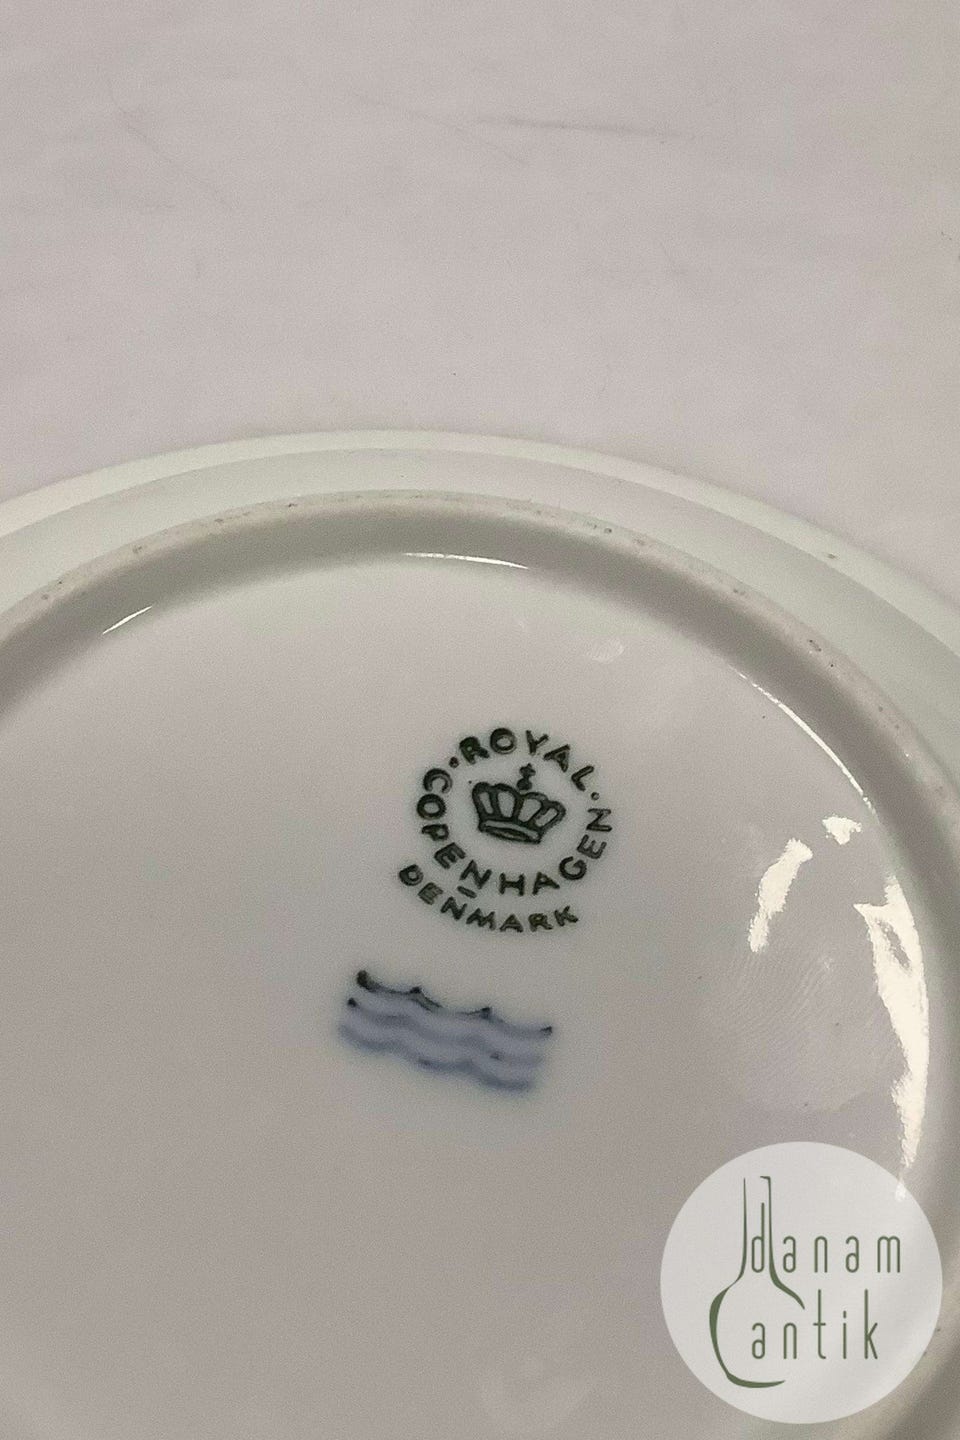 ROYAL
COPENHAGEN
DENMARK
danam
antik